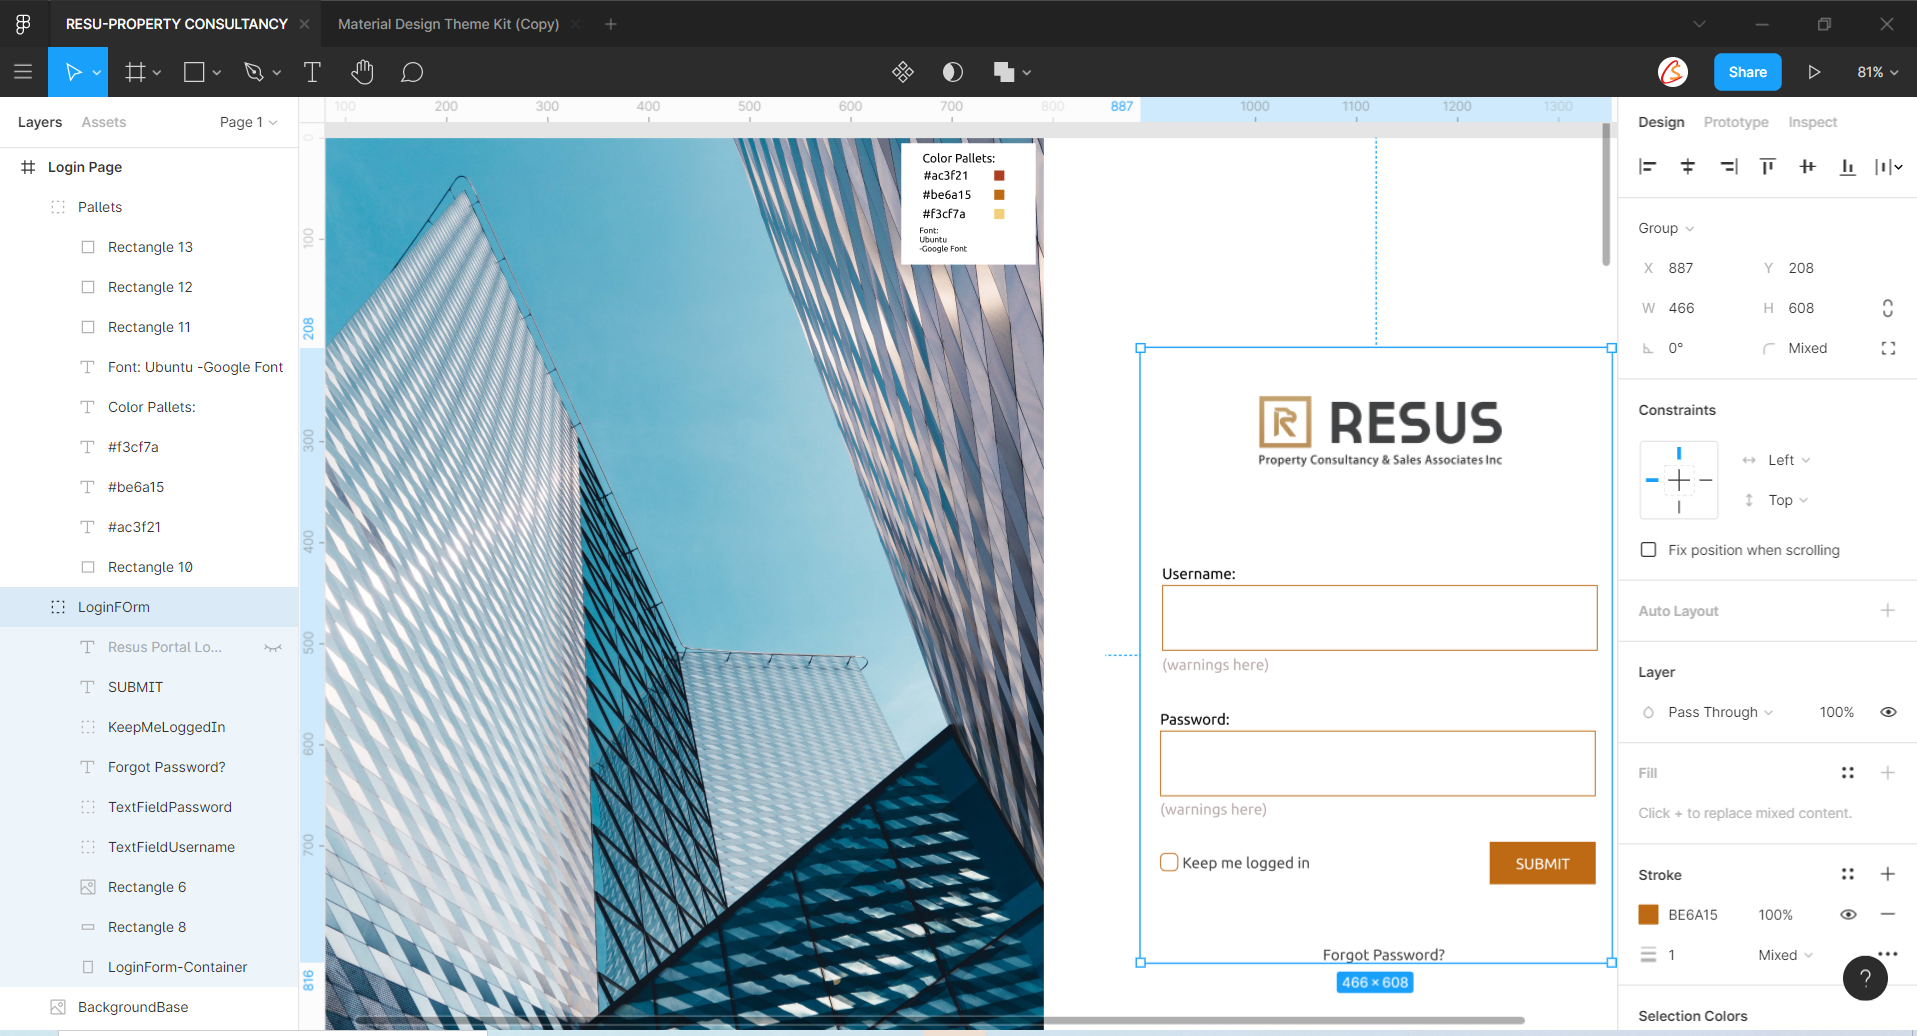 RESU-PROPERTY CONSULTANCY
Material Design Theme Kit (Copy)
Share
81%
Layers
Assets
Page 1
Login Page
Pallets
Rectangle 13
Rectangle 12
Rectangle 11
Font: Ubuntu -Google Font
Color Pallets:
#f3cf7a
#be6a15
#ac3f21
Rectangle 10
LoginFOrm
Resus Portal Lo...
SUBMIT
KeepMeLoggedIn
Forgot Password?
TextFieldPassword
TextFieldUsername
Rectangle 6
Rectangle 8
LoginForm-Container
BackgroundBase
100 200 300 400 500 600 700 800 887 1000 1100 1200 1300
0
100
208
300
400
500
600
700
816
Color Pallets:
#ac3f21
#be6a15
#f3cf7a
Font:
Ubuntu
-Google Font
R RESUS
Property Consultancy & Sales Associates Inc
Username:
(warnings here)
Password:
(warnings here)
Keep me logged in
SUBMIT
Forgot Password?
466 × 608
Design
Prototype
Inspect
Group
X 887 Y 208
W 466 H 608
0° Mixed
Constraints
Left
Top
Fix position when scrolling
Auto Layout
Layer
Pass Through 100%
Fill
Click + to replace mixed content.
Stroke
BE6A15 100%
1 Mixed
?
Selection Colors